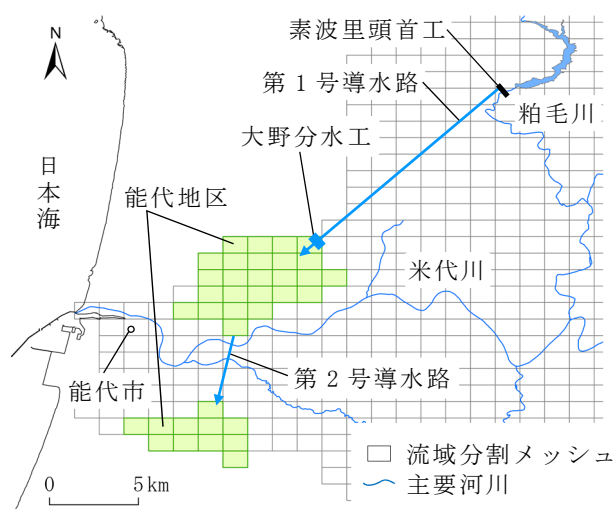 N
素波里頭首工
第１号導水路
粕毛川
大野分水工
日本海
能代地区
米代川
能代市
第２号導水路
0　5km
流域分割メッシュ
主要河川